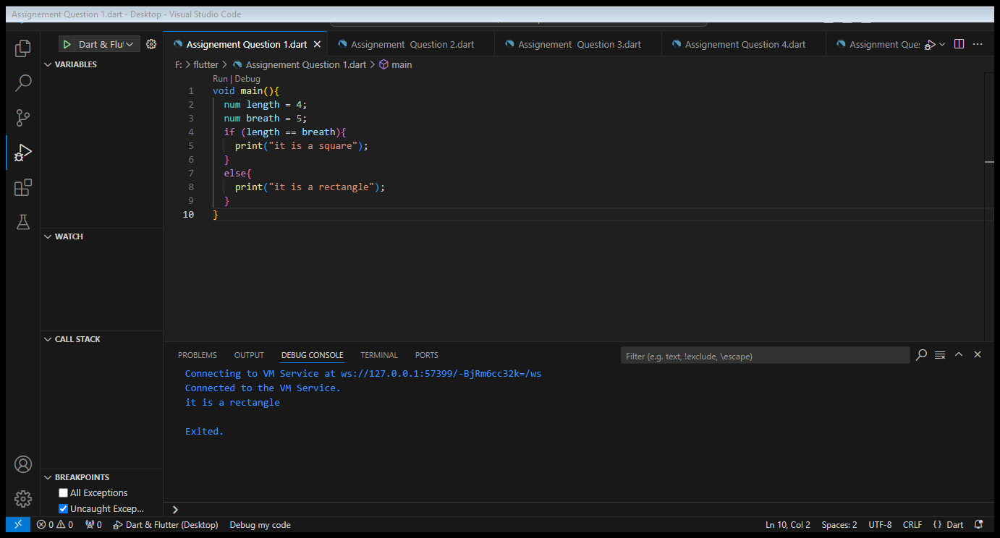 Assignement Question 1.dart - Desktop - Visual Studio Code
Dart & Flut
Assignement Question 1.dart
Assignement Question 2.dart
Assignement Question 3.dart
Assignement Question 4.dart
Assignment Que
F: > flutter > Assignement Question 1.dart > main
VARIABLES
WATCH
CALL STACK
BREAKPOINTS
All Exceptions
Uncaught Excep...
Run | Debug
1 void main(){
2 num length = 4;
3 num breath = 5;
4 if (length == breath){
5 print("it is a square");
6 }
7 else{
8 print("it is a rectangle");
9 }
10 }
PROBLEMS OUTPUT DEBUG CONSOLE TERMINAL PORTS
Filter (e.g. text, !exclude, \escape)
Connecting to VM Service at ws://127.0.0.1:57399/-BjRm6cc32k=/ws
Connected to the VM Service.
it is a rectangle
Exited.
>
0 0 0 Dart & Flutter (Desktop) Debug my code Ln 10, Col 2 Spaces: 2 UTF-8 CRLF {} Dart